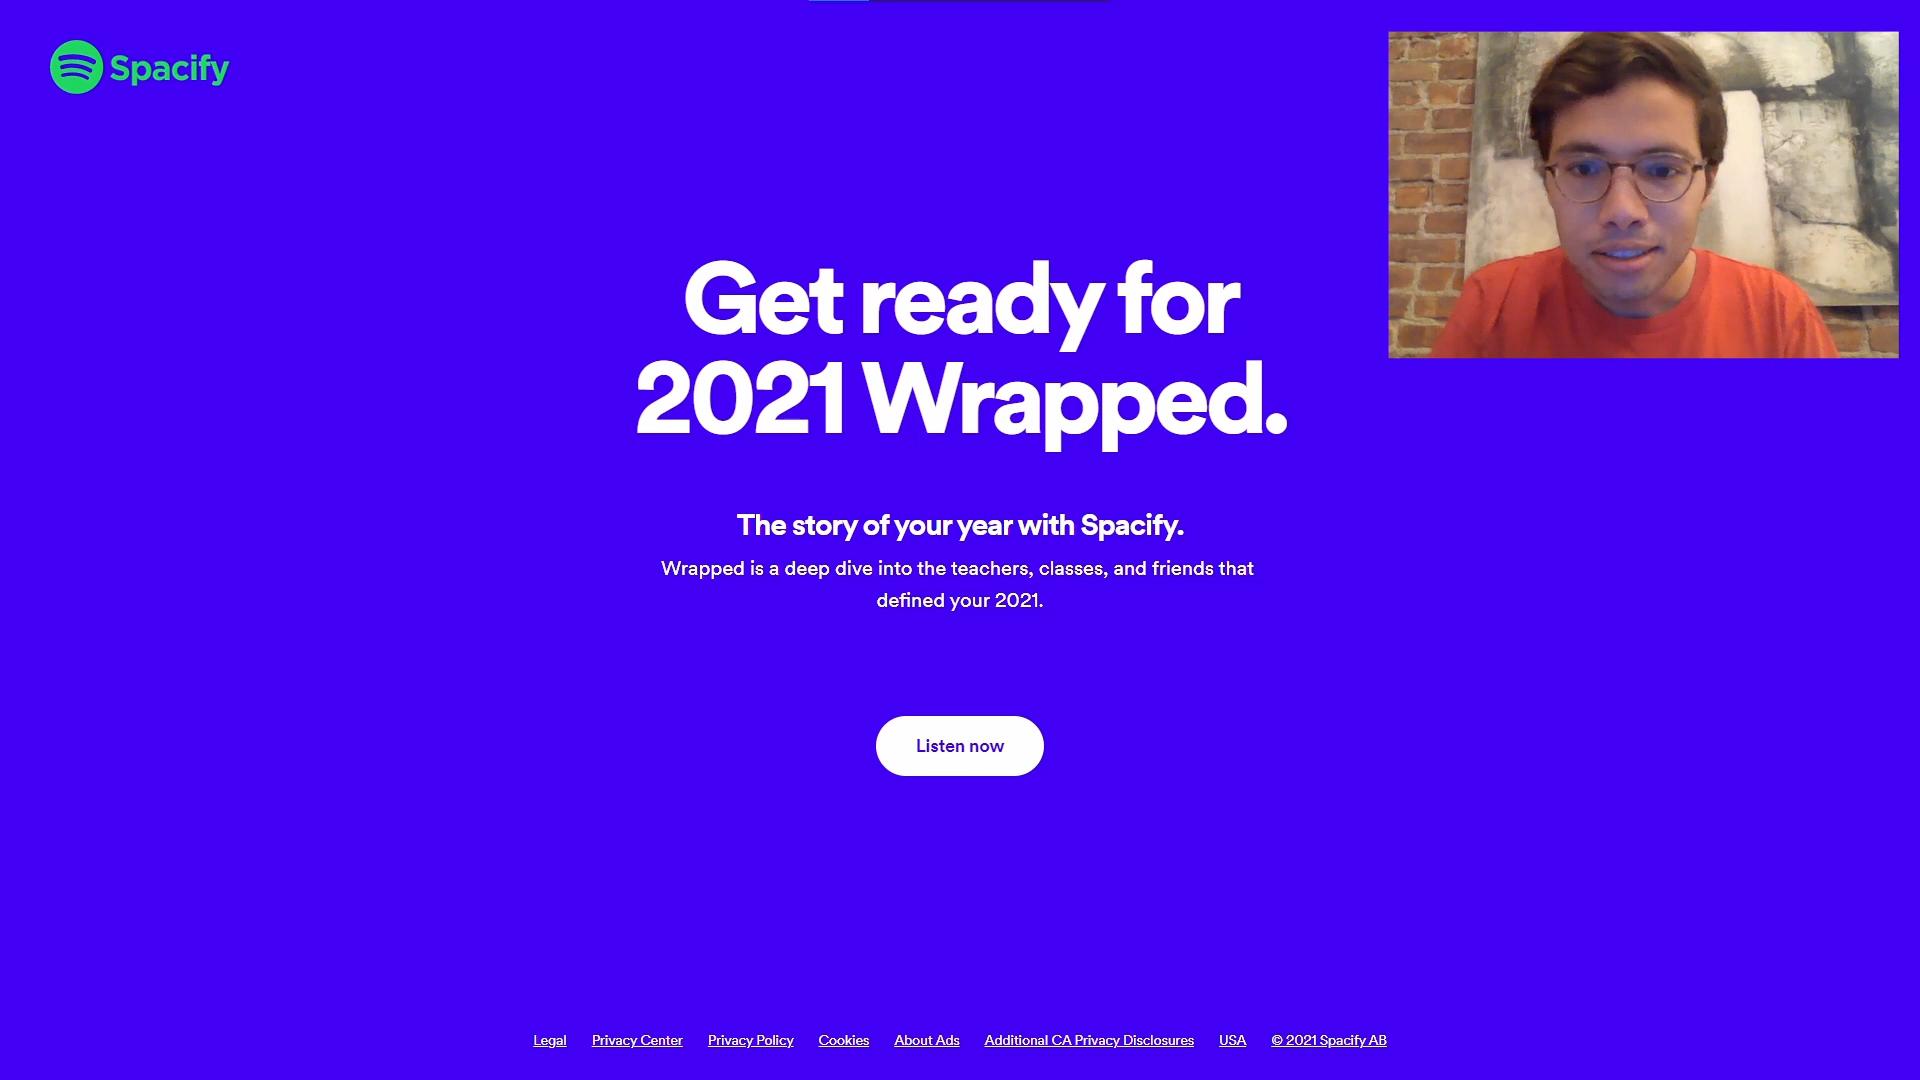 Spacify
Get ready for
2021 Wrapped.
The story of your year with Spacify.
Wrapped is a deep dive into the teachers, classes, and friends that
defined your 2021.
Listen now
Legal Privacy Center Privacy Policy Cookies About Ads Additional CA Privacy Disclosures USA © 2021 Spacify AB